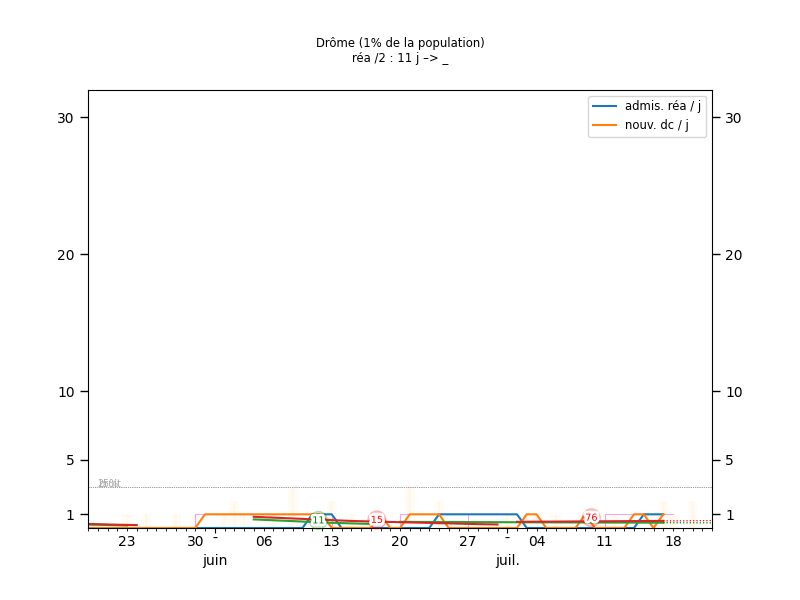 Drôme (1% de la population)
réa /2 : 11 j –> _
admis. réa / j
nouv. dc / j
30 30
20 20
10 10
5 5
1 1
11 15 76
23 30 - 06 13 20 27 - 04 11 18
juin juil.